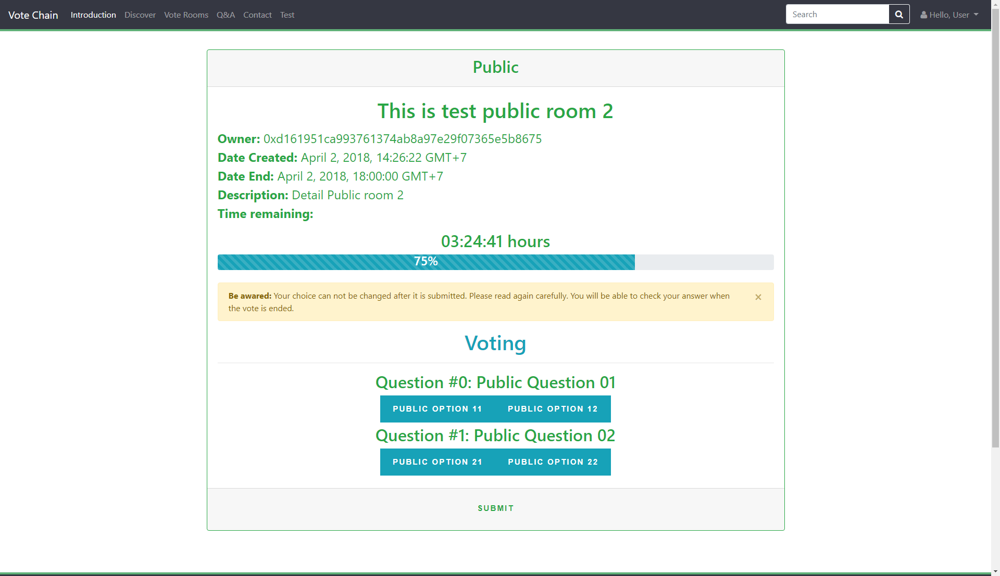 Vote Chain Introduction Discover Vote Rooms Q&A Contact Test Search Hello, User
Public
This is test public room 2
Owner: 0xd161951ca993761374ab8a97e29f07365e5b8675
Date Created: April 2, 2018, 14:26:22 GMT+7
Date End: April 2, 2018, 18:00:00 GMT+7
Description: Detail Public room 2
Time remaining:
03:24:41 hours
75%
Be awared: Your choice can not be changed after it is submitted. Please read again carefully. You will be able to check your answer when
the vote is ended.
×
Voting
Question #0: Public Question 01
PUBLIC OPTION 11 PUBLIC OPTION 12
Question #1: Public Question 02
PUBLIC OPTION 21 PUBLIC OPTION 22
SUBMIT